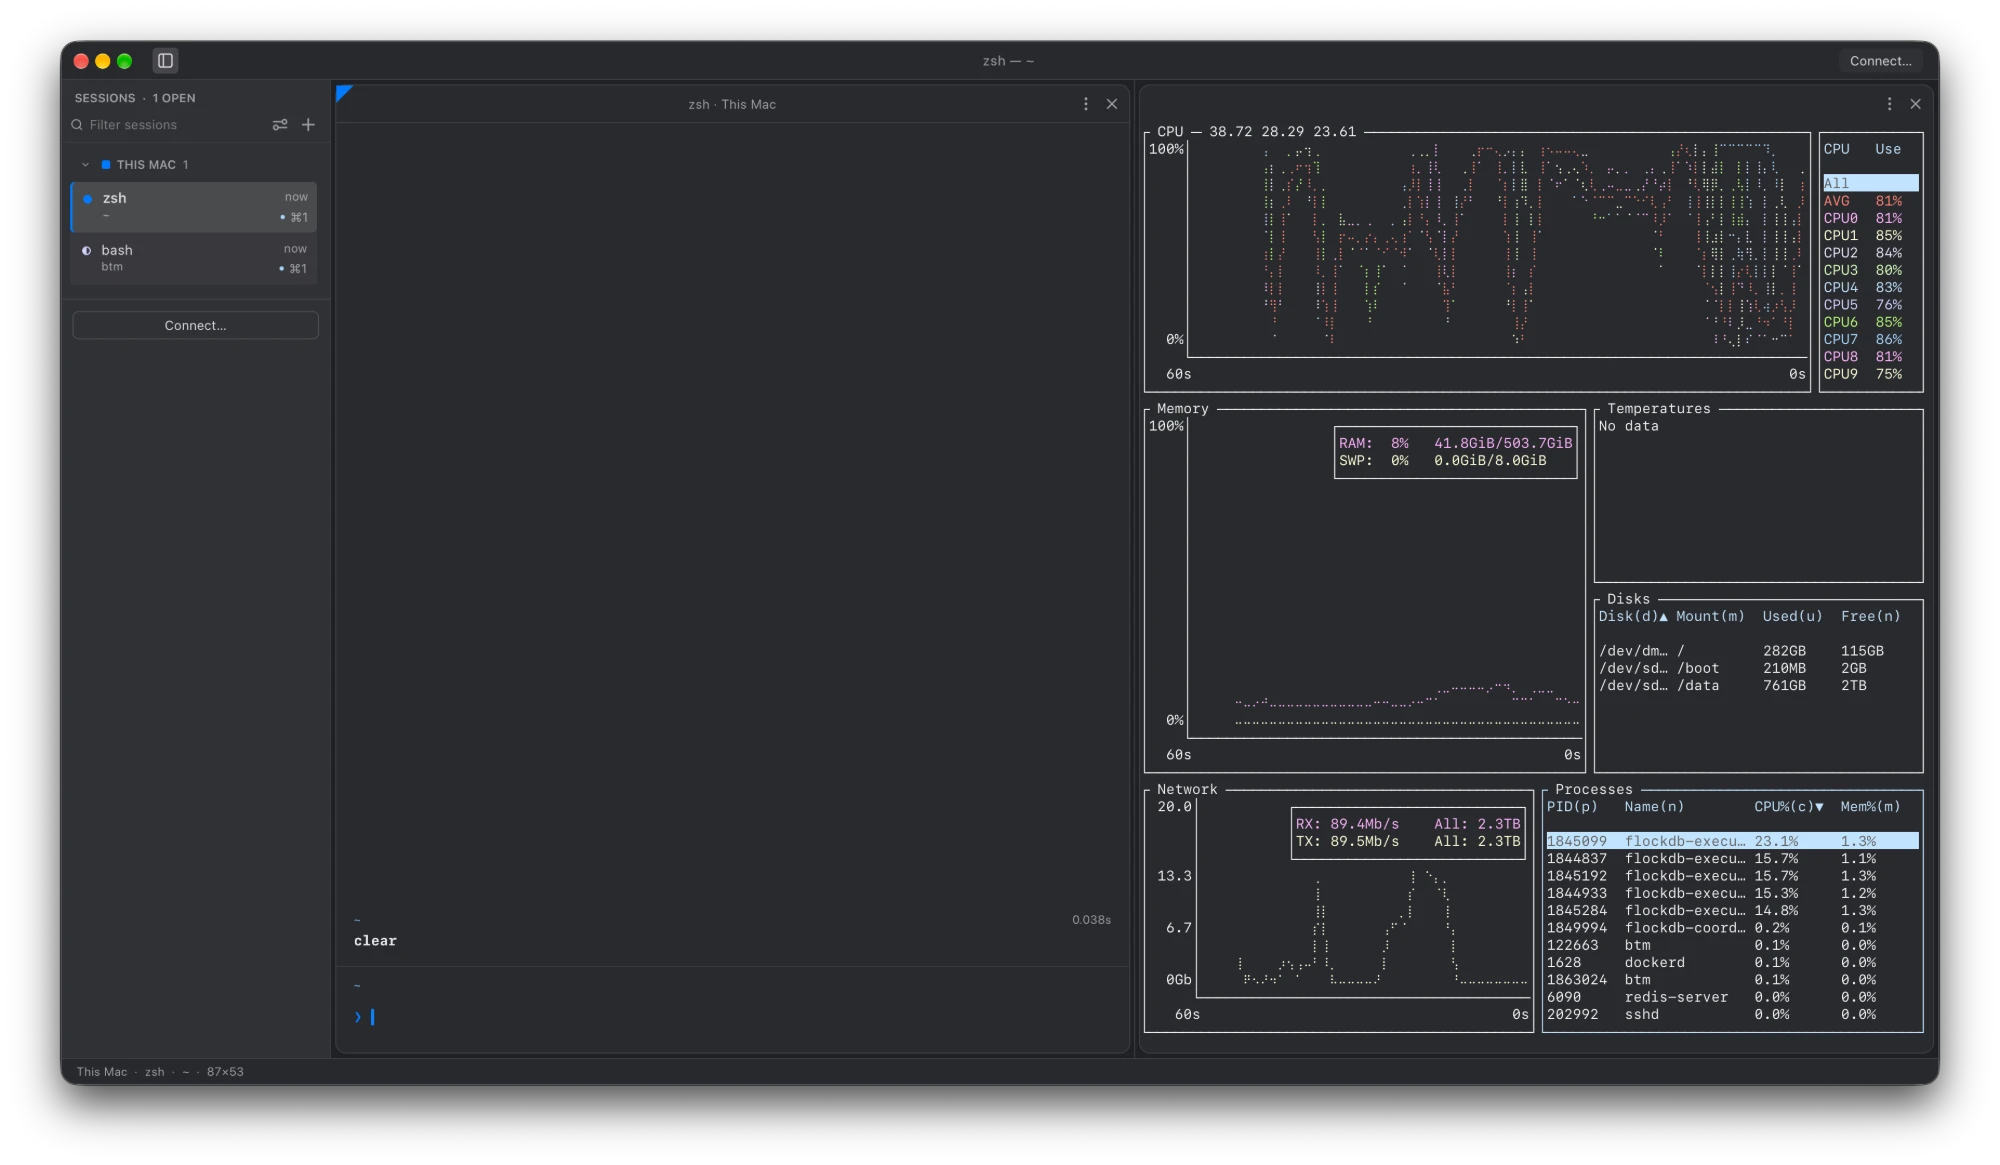 zsh — ~
Connect...
SESSIONS · 1 OPEN
Filter sessions
THIS MAC 1
zsh now
~ • ⌘1
bash now
btm • ⌘1
Connect...
zsh · This Mac
~ 0.038s
clear
~
❯
CPU — 38.72 28.29 23.61
100%
0%
60s 0s
CPU Use
All
AVG 81%
CPU0 81%
CPU1 85%
CPU2 84%
CPU3 80%
CPU4 83%
CPU5 76%
CPU6 85%
CPU7 86%
CPU8 81%
CPU9 75%
Memory
100%
RAM: 8% 41.8GiB/503.7GiB
SWP: 0% 0.0GiB/8.0GiB
0%
60s 0s
Temperatures
No data
Disks
Disk(d)▲ Mount(m) Used(u) Free(n)
/dev/dm… / 282GB 115GB
/dev/sd… /boot 210MB 2GB
/dev/sd… /data 761GB 2TB
Network
20.0
RX: 89.4Mb/s All: 2.3TB
TX: 89.5Mb/s All: 2.3TB
13.3
6.7
0Gb
60s 0s
Processes
PID(p) Name(n) CPU%(c)▼ Mem%(m)
1845099 flockdb-execu… 23.1% 1.3%
1844837 flockdb-execu… 15.7% 1.1%
1845192 flockdb-execu… 15.7% 1.3%
1844933 flockdb-execu… 15.3% 1.2%
1845284 flockdb-execu… 14.8% 1.3%
1849994 flockdb-coord… 0.2% 0.1%
122663 btm 0.1% 0.0%
1628 dockerd 0.1% 0.0%
1863024 btm 0.1% 0.0%
6090 redis-server 0.0% 0.0%
202992 sshd 0.0% 0.0%
This Mac · zsh · ~ · 87×53